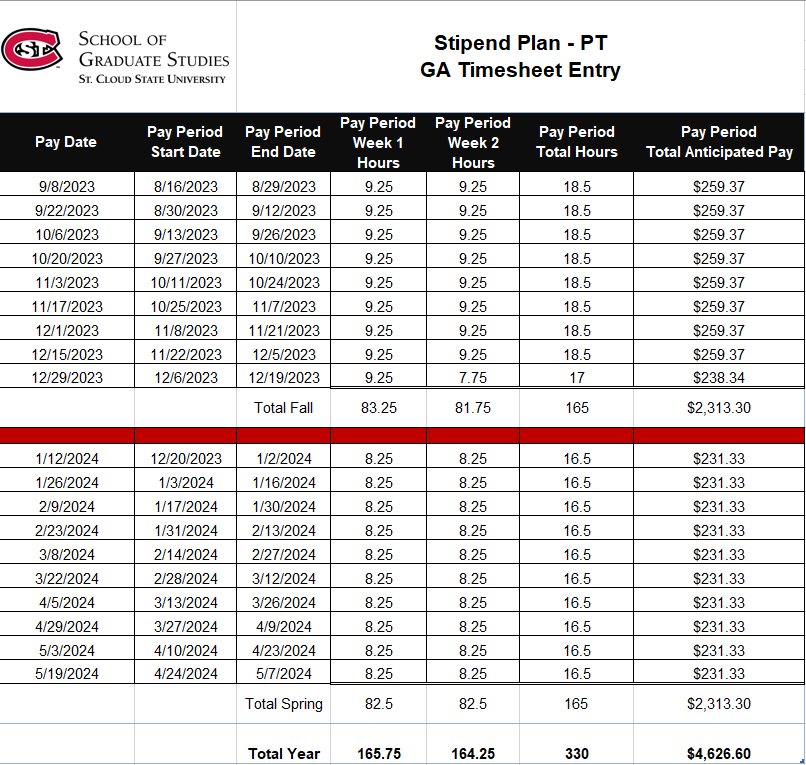 SCHOOL OF
GRADUATE STUDIES
ST. CLOUD STATE UNIVERSITY
Stipend Plan - PT
GA Timesheet Entry
Pay Date Pay Period Start Date Pay Period End Date Pay Period Week 1 Hours Pay Period Week 2 Hours Pay Period Total Hours Pay Period Total Anticipated Pay
9/8/2023 8/16/2023 8/29/2023 9.25 9.25 18.5 $259.37
9/22/2023 8/30/2023 9/12/2023 9.25 9.25 18.5 $259.37
10/6/2023 9/13/2023 9/26/2023 9.25 9.25 18.5 $259.37
10/20/2023 9/27/2023 10/10/2023 9.25 9.25 18.5 $259.37
11/3/2023 10/11/2023 10/24/2023 9.25 9.25 18.5 $259.37
11/17/2023 10/25/2023 11/7/2023 9.25 9.25 18.5 $259.37
12/1/2023 11/8/2023 11/21/2023 9.25 9.25 18.5 $259.37
12/15/2023 11/22/2023 12/5/2023 9.25 9.25 18.5 $259.37
12/29/2023 12/6/2023 12/19/2023 9.25 7.75 17 $238.34
Total Fall 83.25 81.75 165 $2,313.30
1/12/2024 12/20/2023 1/2/2024 8.25 8.25 16.5 $231.33
1/26/2024 1/3/2024 1/16/2024 8.25 8.25 16.5 $231.33
2/9/2024 1/17/2024 1/30/2024 8.25 8.25 16.5 $231.33
2/23/2024 1/31/2024 2/13/2024 8.25 8.25 16.5 $231.33
3/8/2024 2/14/2024 2/27/2024 8.25 8.25 16.5 $231.33
3/22/2024 2/28/2024 3/12/2024 8.25 8.25 16.5 $231.33
4/5/2024 3/13/2024 3/26/2024 8.25 8.25 16.5 $231.33
4/29/2024 3/27/2024 4/9/2024 8.25 8.25 16.5 $231.33
5/3/2024 4/10/2024 4/23/2024 8.25 8.25 16.5 $231.33
5/19/2024 4/24/2024 5/7/2024 8.25 8.25 16.5 $231.33
Total Spring 82.5 82.5 165 $2,313.30
Total Year 165.75 164.25 330 $4,626.60